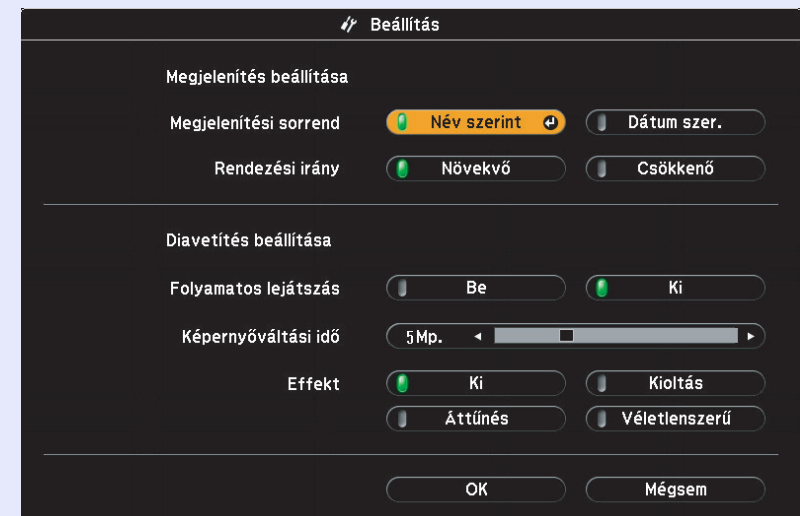 Beállítás
Megjelenítés beállítása
Megjelenítési sorrend Név szerint Dátum szer.
Rendezési irány Növekvő Csökkenő
Diavetítés beállítása
Folyamatos lejátszás Be Ki
Képernyőváltási idő 5Mp.
Effekt Ki Kioltás
Áttűnés Véletlenszerű
OK Mégsem